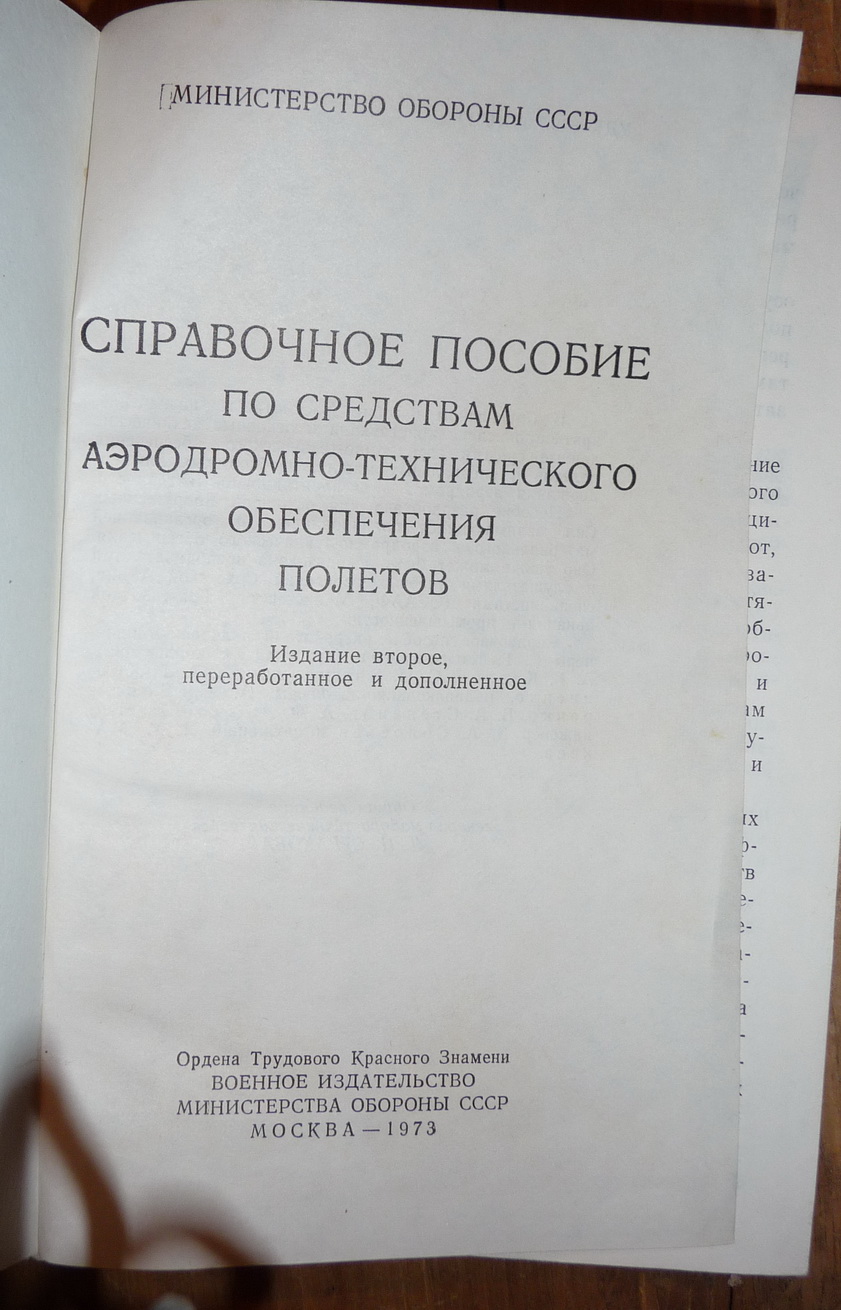 МИНИСТЕРСТВО ОБОРОНЫ СССР
СПРАВОЧНОЕ ПОСОБИЕ
ПО СРЕДСТВАМ
АЭРОДРОМНО-ТЕХНИЧЕСКОГО
ОБЕСПЕЧЕНИЯ
ПОЛЕТОВ
Издание второе,
переработанное и дополненное
Ордена Трудового Красного Знамени
ВОЕННОЕ ИЗДАТЕЛЬСТВО
МИНИСТЕРСТВА ОБОРОНЫ СССР
МОСКВА — 1973